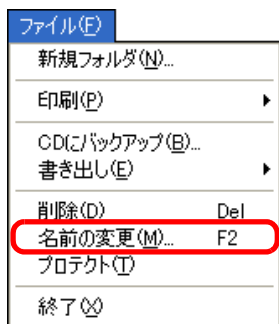 ファイル(F)
新規フォルダ(N)...
印刷(P)
CDにバックアップ(B)...
書き出し(E)
削除(D) Del
名前の変更(M)... F2
プロテクト(T)
終了(X)